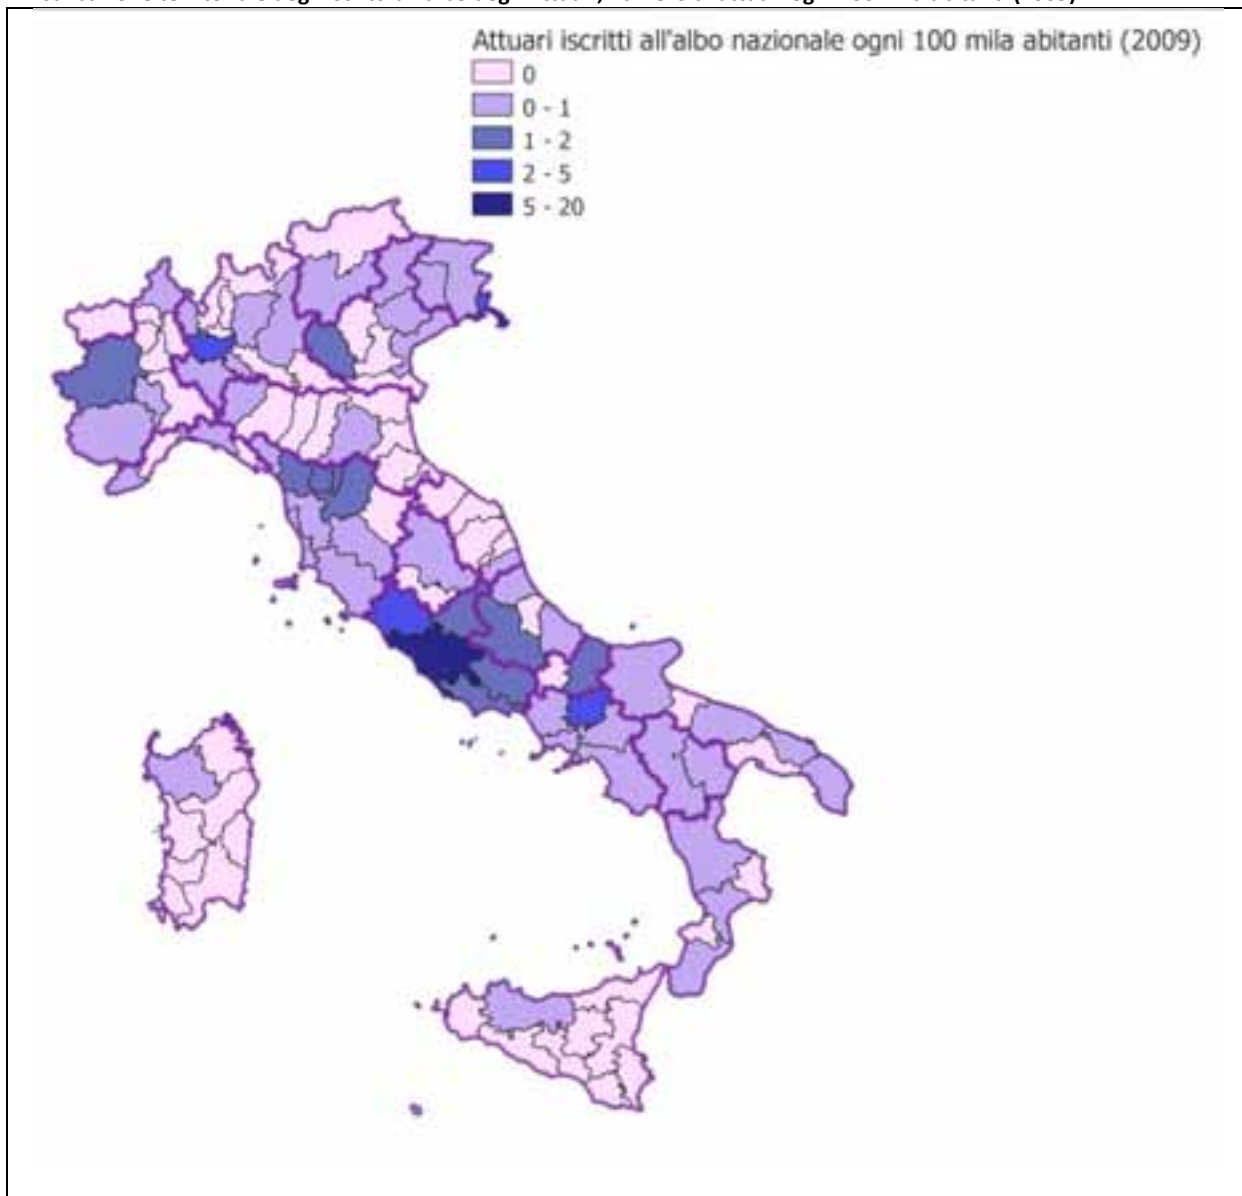 Attuari iscritti all'albo nazionale ogni 100 mila abitanti (2009)
0
0 - 1
1 - 2
2 - 5
5 - 20